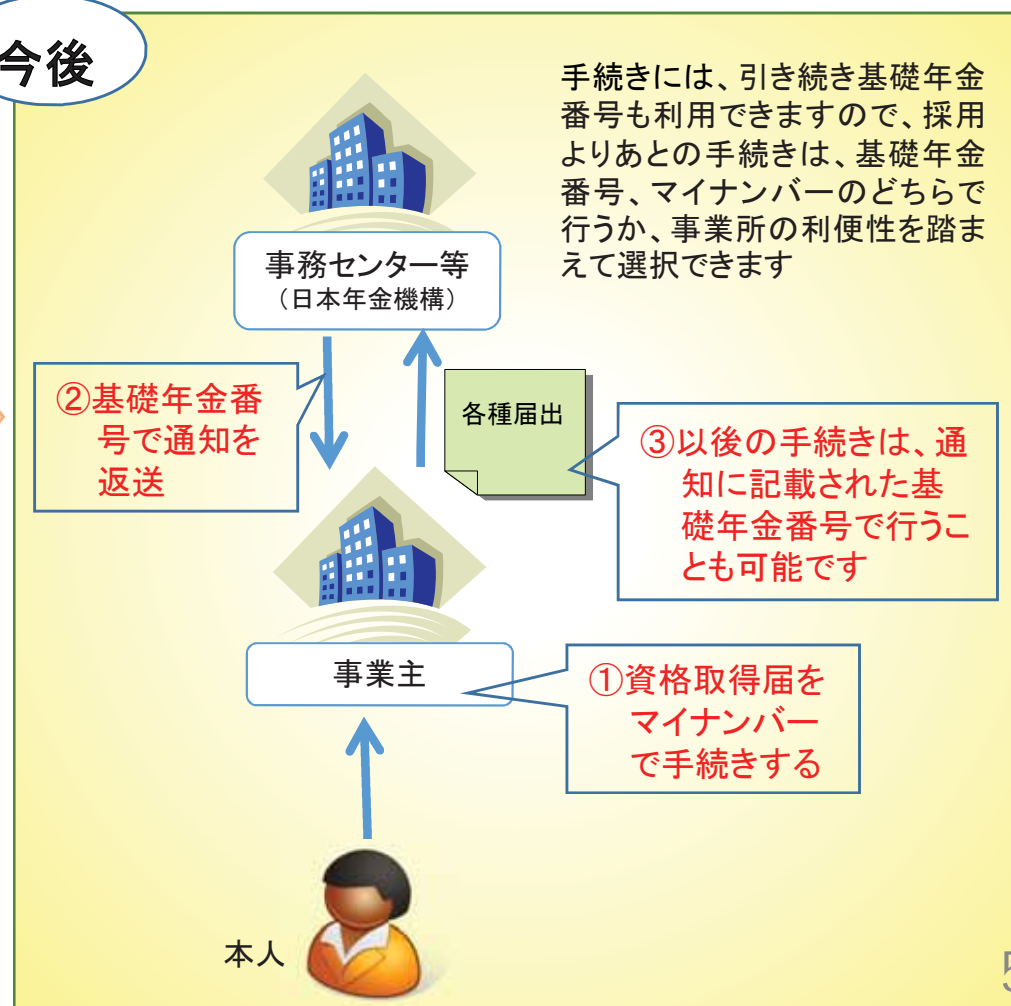 今後
手続きには、引き続き基礎年金
番号も利用できますので、採用
よりあとの手続きは、基礎年金
番号、マイナンバーのどちらで
行うか、事業所の利便性を踏ま
えて選択できます
事務センター等
（日本年金機構）
②基礎年金番
号で通知を
返送
各種届出
③以後の手続きは、通
知に記載された基
礎年金番号で行うこ
とも可能です
事業主
①資格取得届を
マイナンバー
で手続きする
本人
5